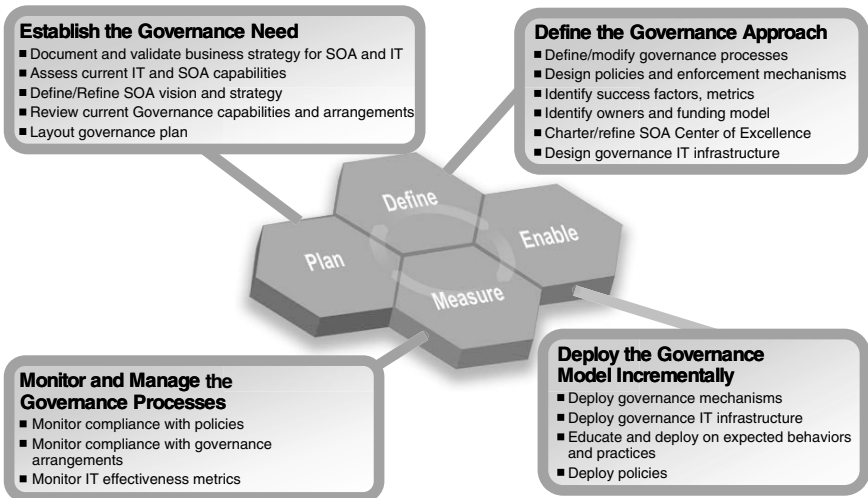 Establish the Governance Need
■ Document and validate business strategy for SOA and IT
■ Assess current IT and SOA capabilities
■ Define/Refine SOA vision and strategy
■ Review current Governance capabilities and arrangements
■ Layout governance plan
Define the Governance Approach
■ Define/modify governance processes
■ Design policies and enforcement mechanisms
■ Identify success factors, metrics
■ Identify owners and funding model
■ Charter/refine SOA Center of Excellence
■ Design governance IT infrastructure
Define
Enable
Plan
Measure
Monitor and Manage the
Governance Processes
■ Monitor compliance with policies
■ Monitor compliance with governance
arrangements
■ Monitor IT effectiveness metrics
Deploy the Governance
Model Incrementally
■ Deploy governance mechanisms
■ Deploy governance IT infrastructure
■ Educate and deploy on expected behaviors
and practices
■ Deploy policies